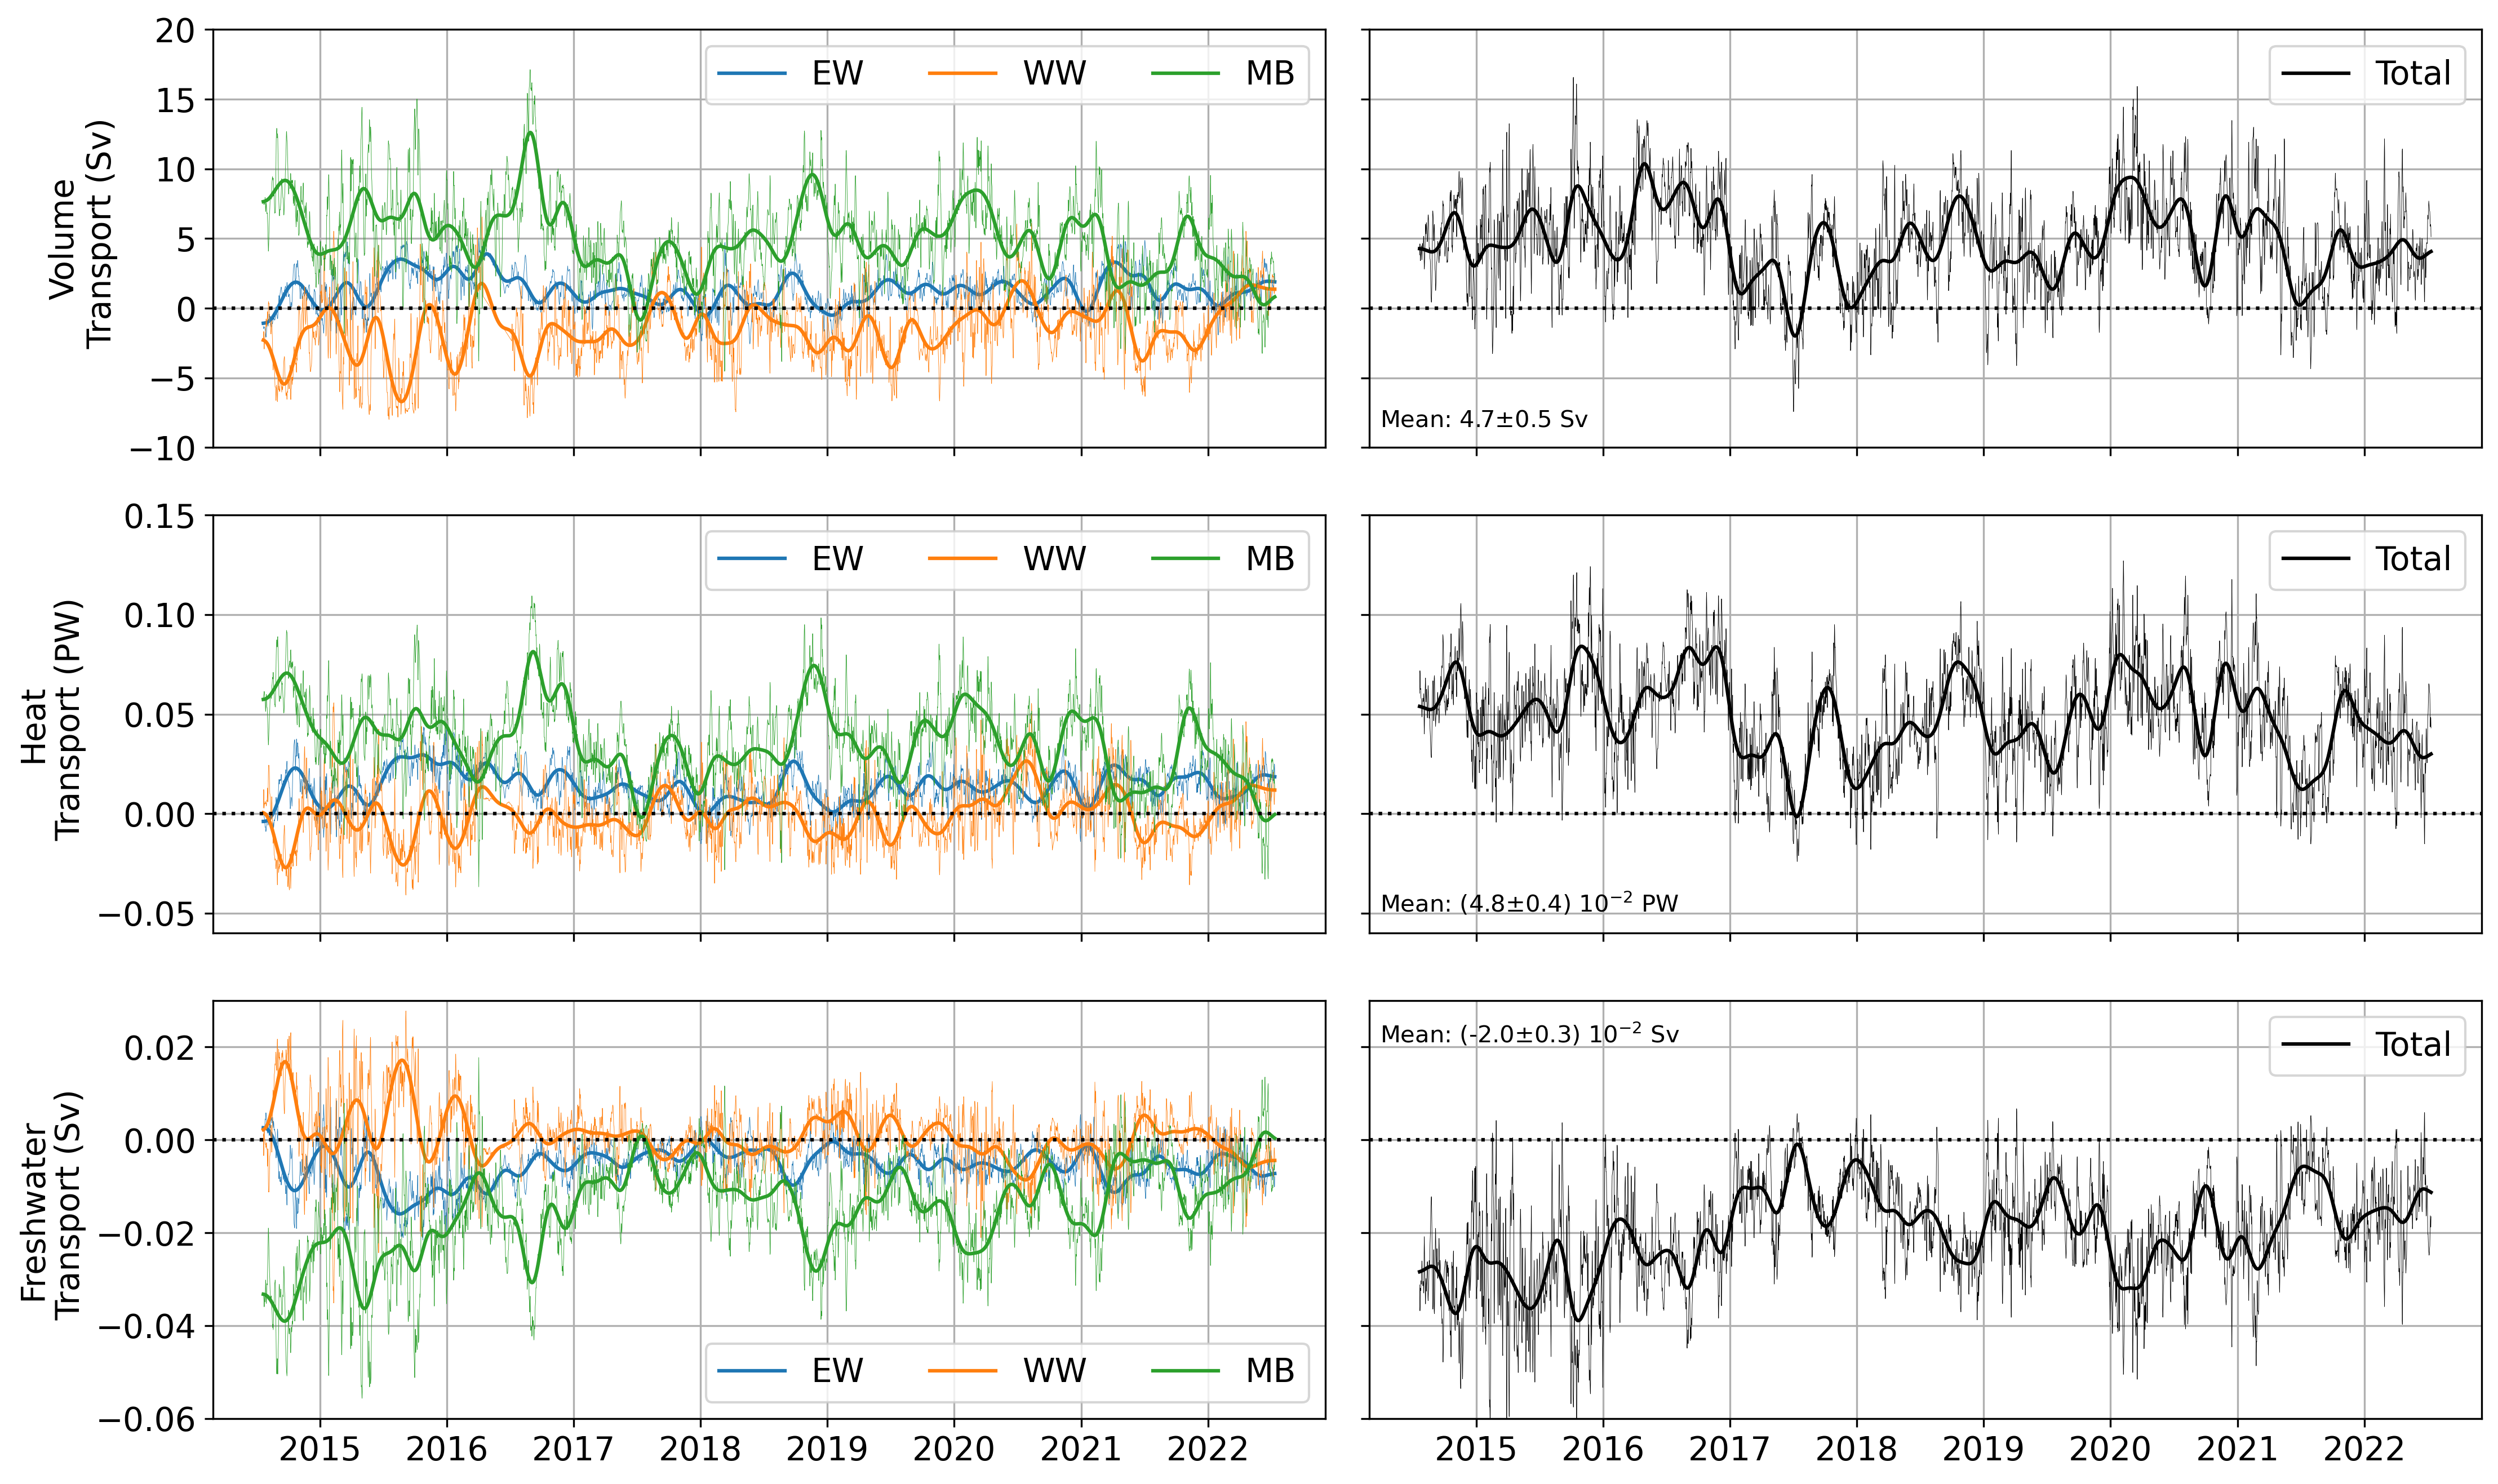 Volume
Transport (Sv)
20
15
10
5
0
−5
−10
EW WW MB
Total
Mean: 4.7±0.5 Sv
Heat
Transport (PW)
0.15
0.10
0.05
0.00
−0.05
EW WW MB
Total
Mean: (4.8±0.4) 10⁻² PW
Freshwater
Transport (Sv)
0.02
0.00
−0.02
−0.04
−0.06
EW WW MB
Mean: (-2.0±0.3) 10⁻² Sv
Total
2015 2016 2017 2018 2019 2020 2021 2022
2015 2016 2017 2018 2019 2020 2021 2022